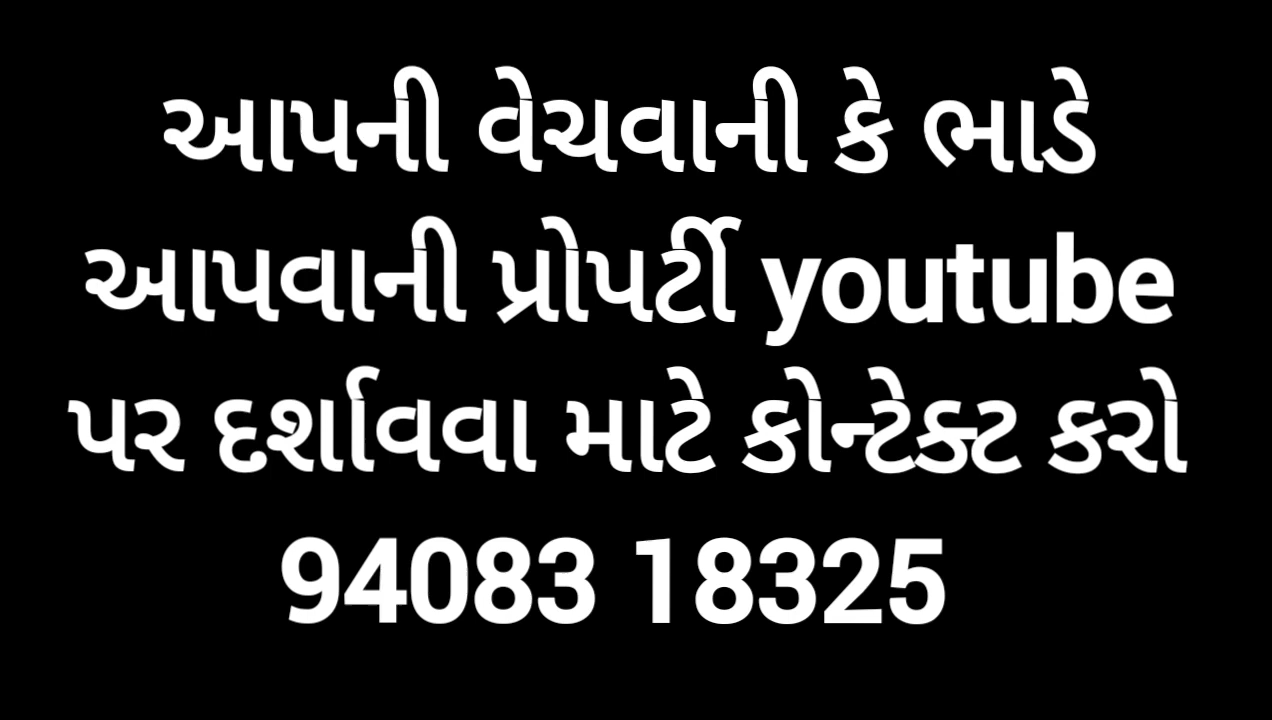 આપની વેચવાની કે ભાડે
આપવાની પ્રોપર્ટી youtube
પર દર્શાવવા માટે કોન્ટેક્ટ કરો
94083 18325